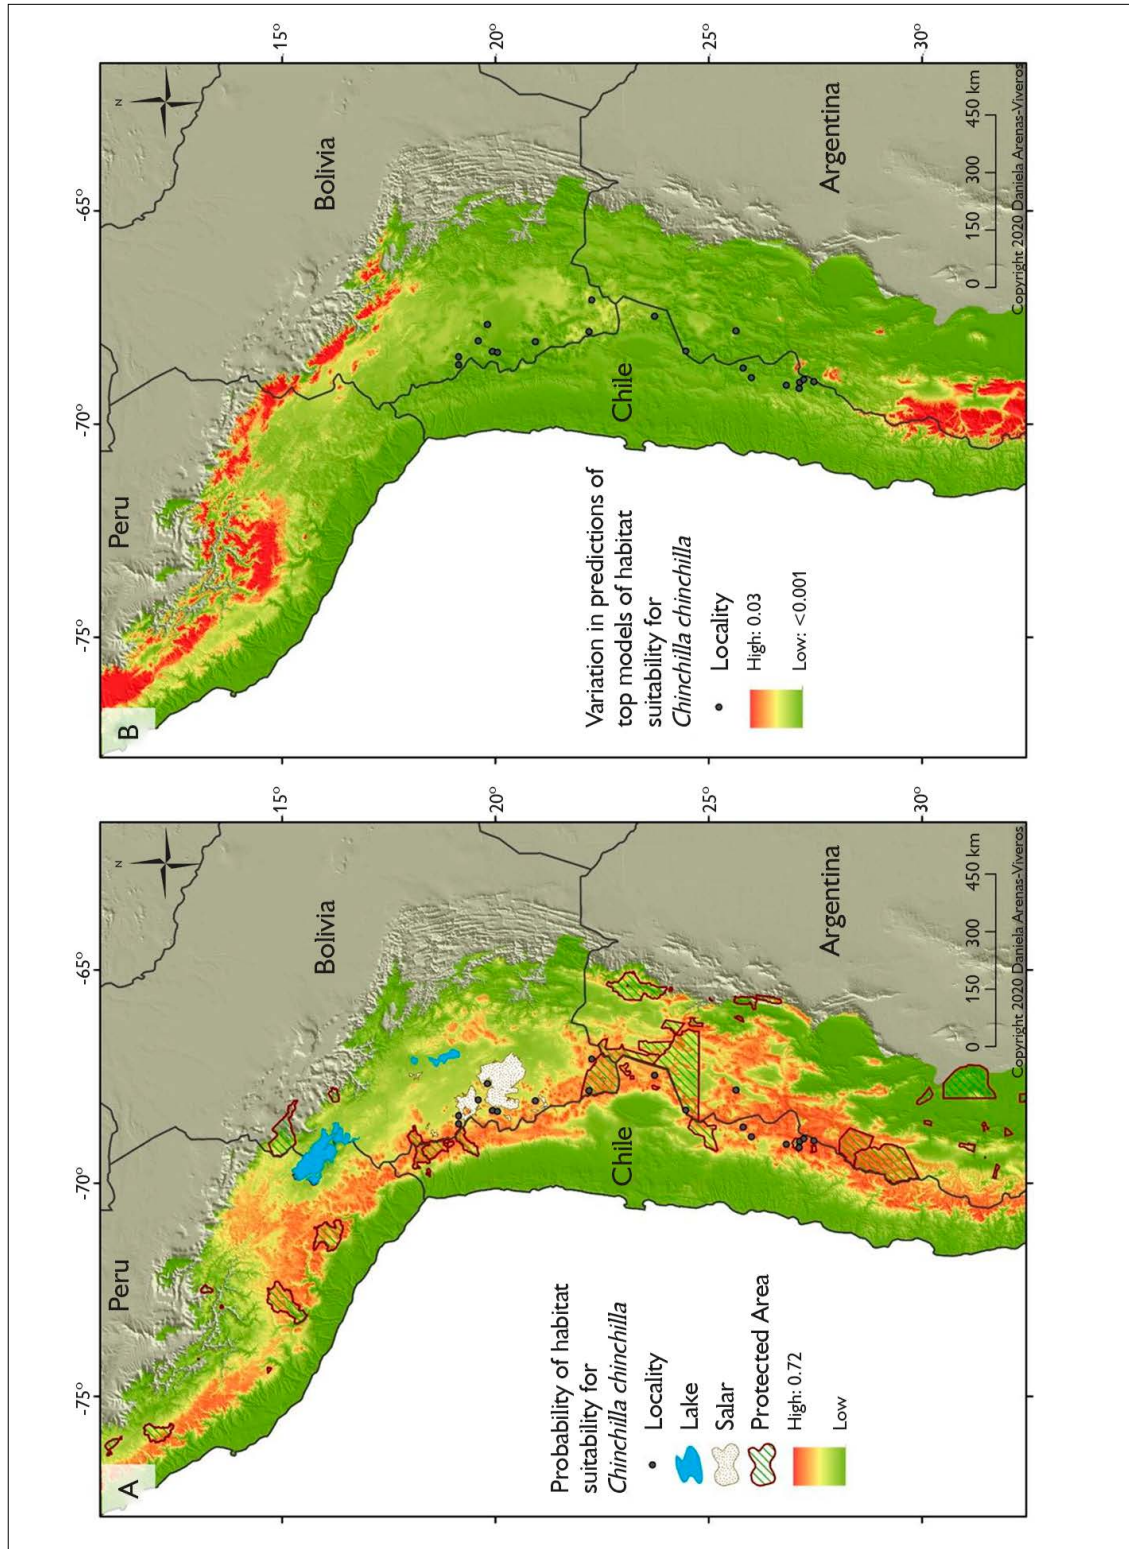 A
Peru
Bolivia
Chile
Argentina
N
-75°
-70°
-65°
15°
20°
25°
30°
Probability of habitat
suitability for
Chinchilla chinchilla
Locality
Lake
Salar
Protected Area
High: 0.72
Low
0 150 300 450 km
Copyright 2020 Daniela Arenas-Viveros
B
Peru
Bolivia
Chile
Argentina
N
-75°
-70°
-65°
15°
20°
25°
30°
Variation in predictions of
top models of habitat
suitability for
Chinchilla chinchilla
Locality
High: 0.03
Low: <0.001
0 150 300 450 km
Copyright 2020 Daniela Arenas-Viveros